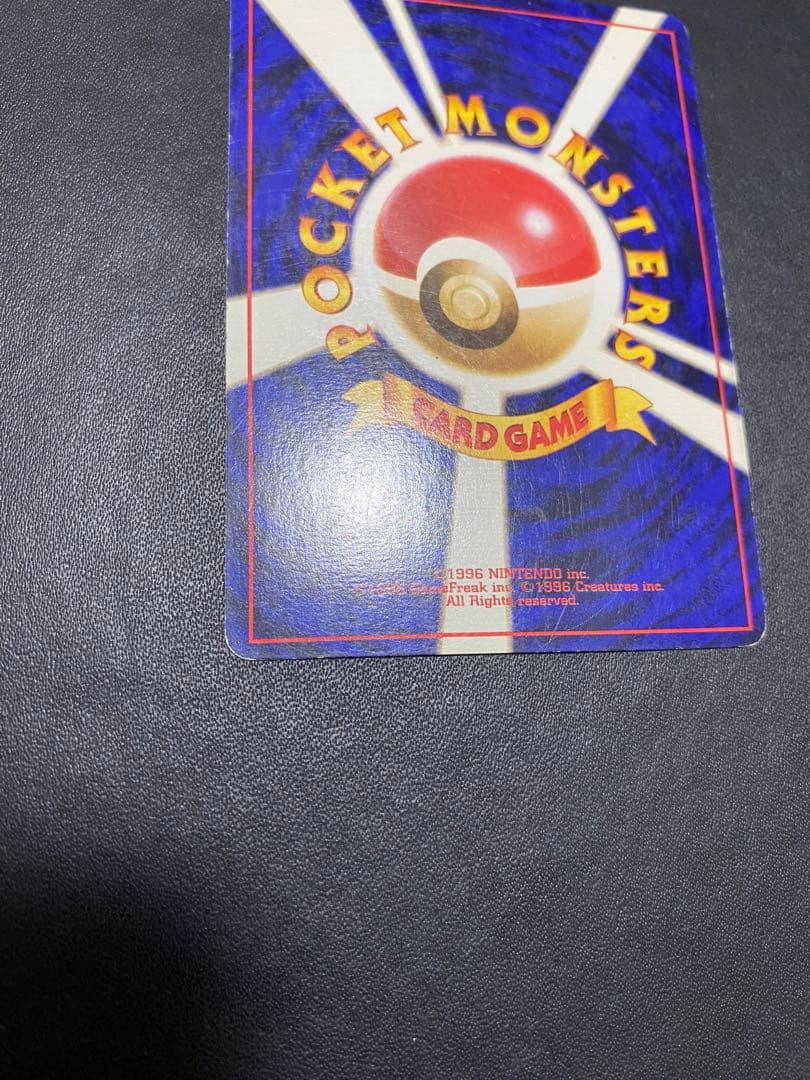 POCKET MONSTERS
CARD GAME
©1996 NINTENDO inc.
©1996 GameFreak inc. ©1996 Creatures inc.
All Rights reserved.